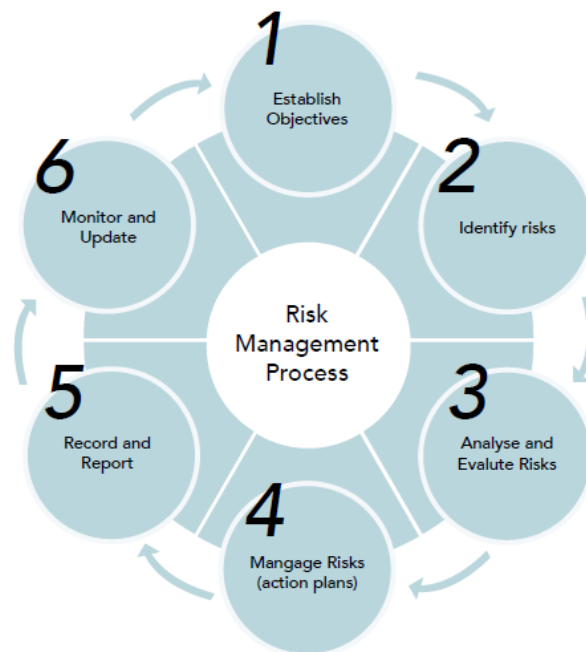 1
Establish
Objectives
2
Identify risks
3
Analyse and
Evalute Risks
4
Mangage Risks
(action plans)
5
Record and
Report
6
Monitor and
Update
Risk
Management
Process